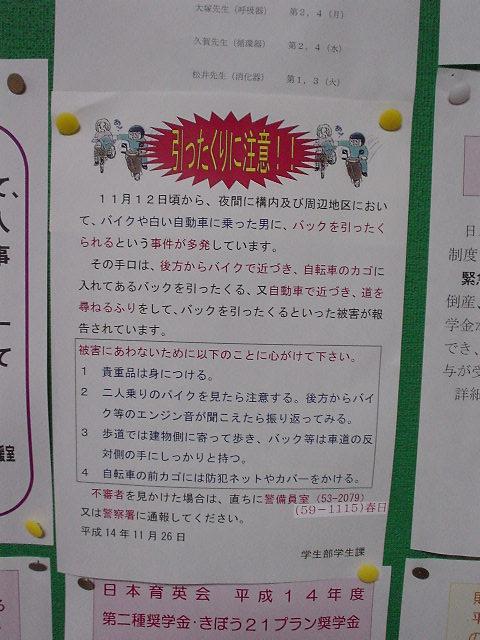 大塚先生（呼吸器） 第２，４（月）
久賀先生（循環器） 第２，４（水）
松井先生（消化器） 第１，３（火）
引ったくりに注意！！
１１月１２日頃から、夜間に構内及び周辺地区におい
て、バイクや白い自動車に乗った男に、バックを引ったく
られるという事件が多発しています。
その手口は、後方からバイクで近づき、自転車のカゴに
入れてあるバックを引ったくる、又自動車で近づき、道を
尋ねるふりをして、バックを引ったくるといった被害が報
告されています。
被害にあわないために以下のことに心がけて下さい。
１ 貴重品は身につける。
２ 二人乗りのバイクを見たら注意する。後方からバイ
ク等のエンジン音が聞こえたら振り返ってみる。
３ 歩道では建物側に寄って歩き、バック等は車道の反
対側の手にしっかりと持つ。
４ 自転車の前カゴには防犯ネットやカバーをかける。
不審者を見かけた場合は、直ちに警備員室（53-2079）
（59－1115)春日
又は警察署に通報してください。
平成14年11月26日
学生部学生課
日本育英会 平成１４年度
第二種奨学金・きぼう２１プラン奨学金
て、
人
事
て
室
日
制度
緊急
倒産、
学金
でき、
与が受
詳細